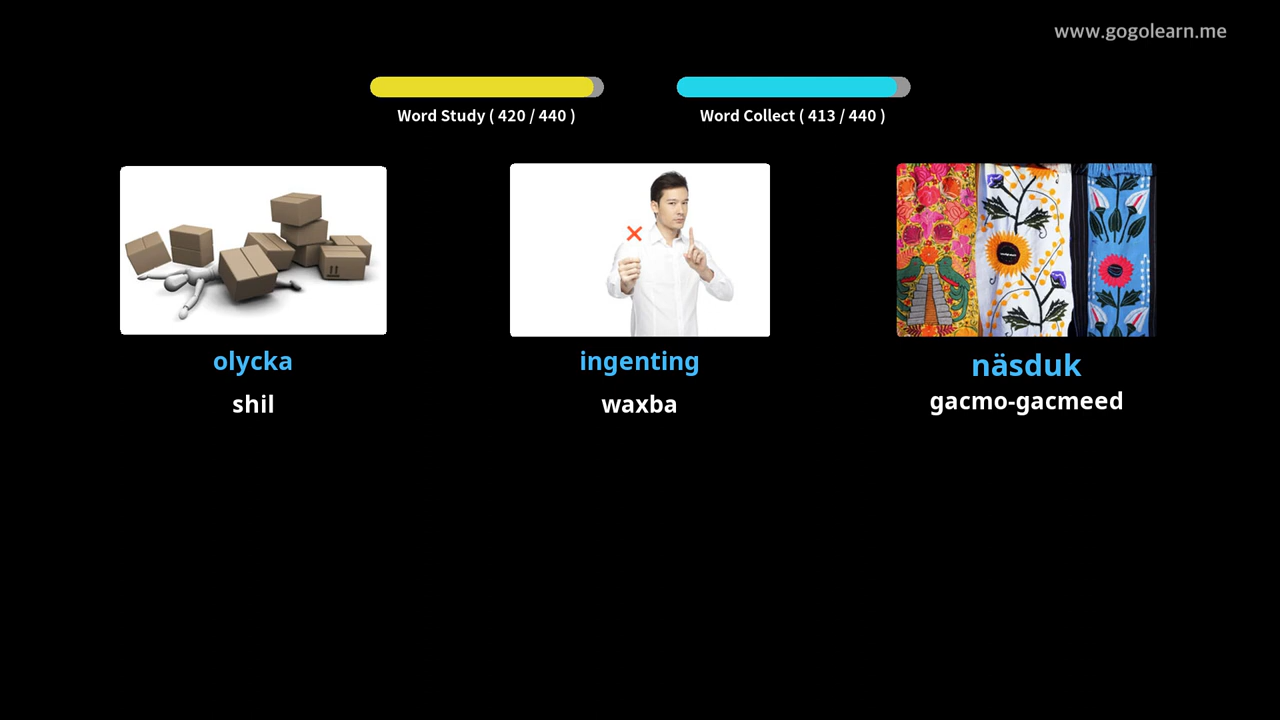 www.gogolearn.me
Word Study ( 420 / 440 )
Word Collect ( 413 / 440 )
olycka
ingenting
näsduk
shil
waxba
gacmo-gacmeed